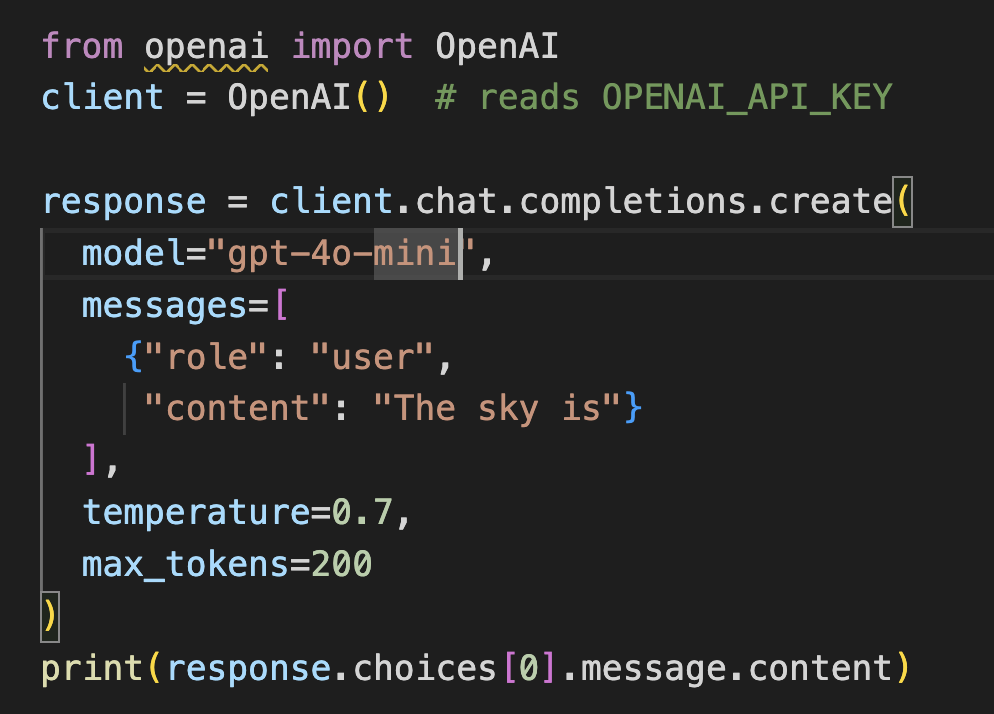 from openai import OpenAI
client = OpenAI()  # reads OPENAI_API_KEY

response = client.chat.completions.create(
  model="gpt-4o-mini",
  messages=[
    {"role": "user",
     "content": "The sky is"}
  ],
  temperature=0.7,
  max_tokens=200
)
print(response.choices[0].message.content)